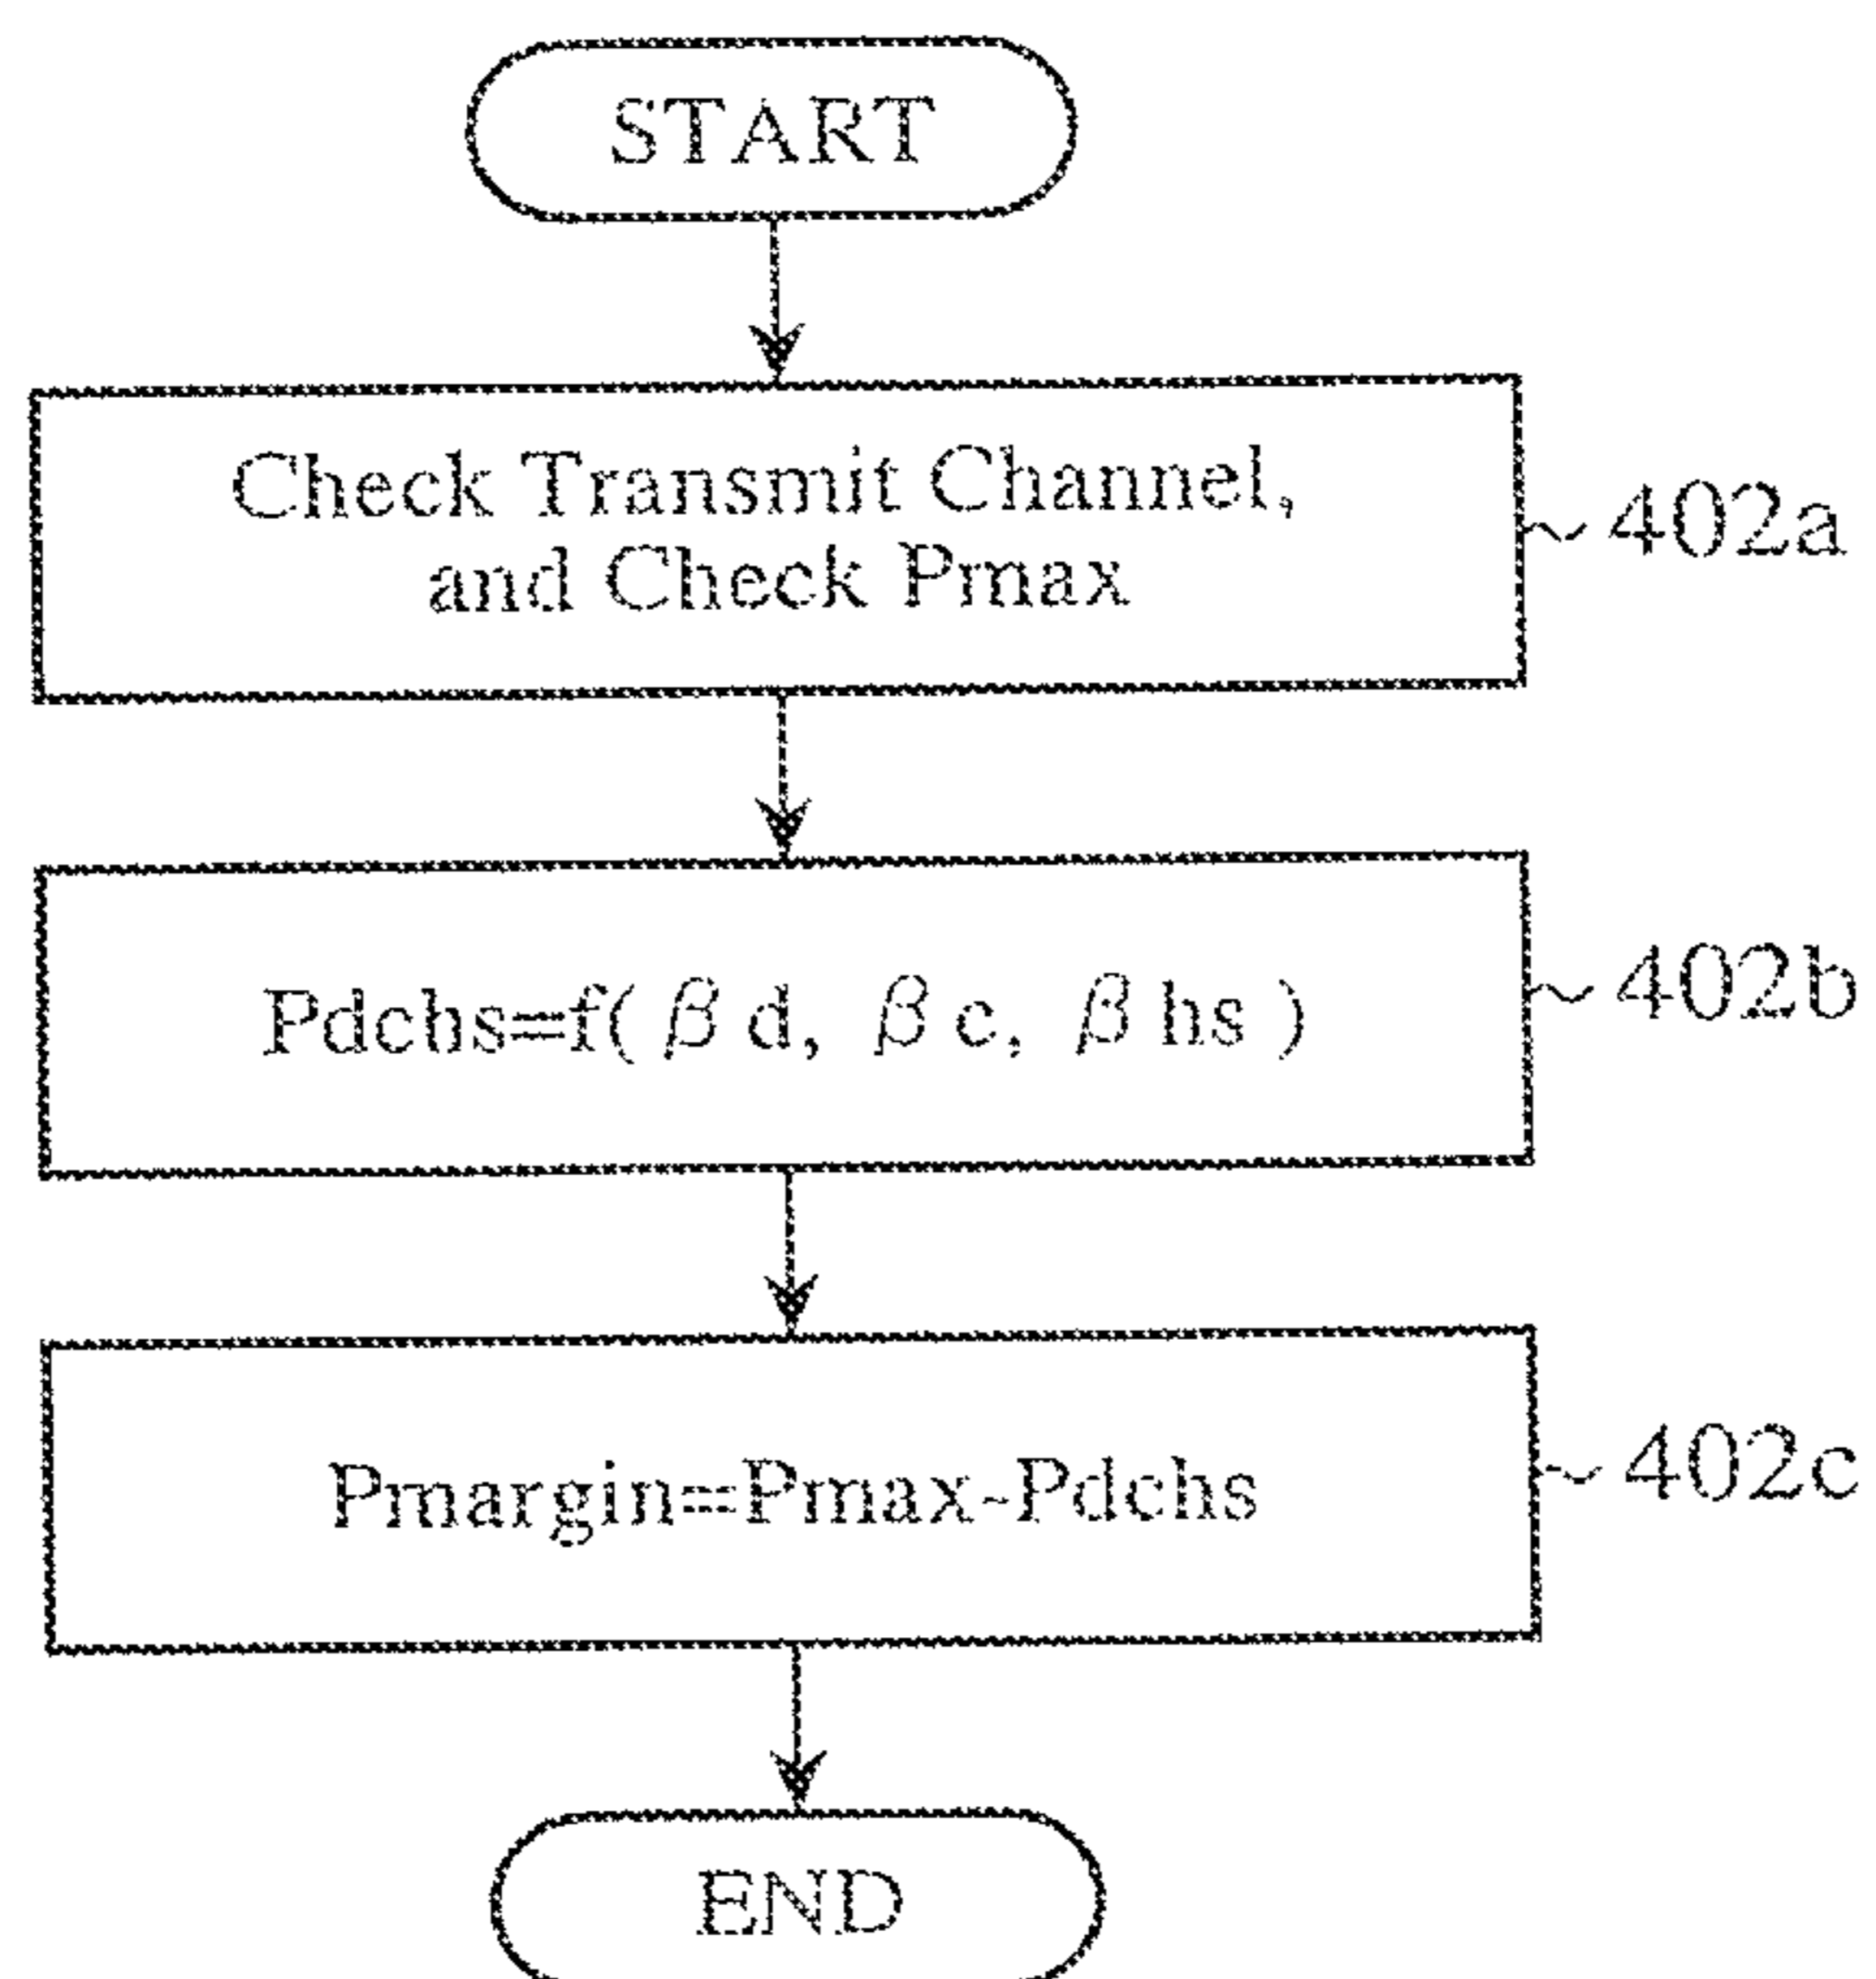 START
Check Transmit Channel,
and Check Pmax
402a
Pdchs=f( β d, β c, β hs )
402b
Pmargin=Pmax-Pdchs
402c
END